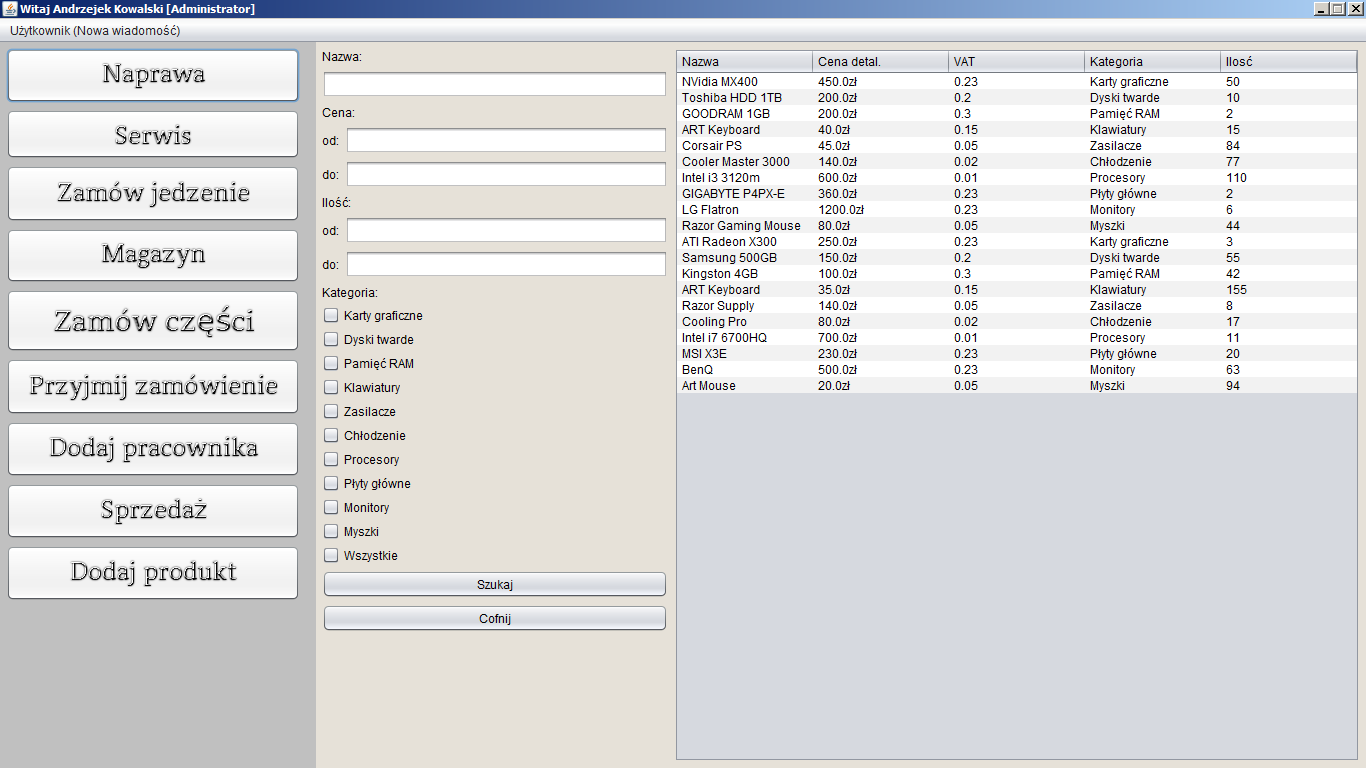 Witaj Andrzejek Kowalski [Administrator]
Użytkownik (Nowa wiadomość)
Naprawa
Serwis
Zamów jedzenie
Magazyn
Zamów części
Przyjmij zamówienie
Dodaj pracownika
Sprzedaż
Dodaj produkt
Nazwa:
Cena:
od:
do:
Ilość:
od:
do:
Kategoria:
Karty graficzne
Dyski twarde
Pamięć RAM
Klawiatury
Zasilacze
Chłodzenie
Procesory
Płyty główne
Monitory
Myszki
Wszystkie
Szukaj
Cofnij
Nazwa Cena detal. VAT Kategoria Ilosć
NVidia MX400 450.0zł 0.23 Karty graficzne 50
Toshiba HDD 1TB 200.0zł 0.2 Dyski twarde 10
GOODRAM 1GB 200.0zł 0.3 Pamięć RAM 2
ART Keyboard 40.0zł 0.15 Klawiatury 15
Corsair PS 45.0zł 0.05 Zasilacze 84
Cooler Master 3000 140.0zł 0.02 Chłodzenie 77
Intel i3 3120m 600.0zł 0.01 Procesory 110
GIGABYTE P4PX-E 360.0zł 0.23 Płyty główne 2
LG Flatron 1200.0zł 0.23 Monitory 6
Razor Gaming Mouse 80.0zł 0.05 Myszki 44
ATI Radeon X300 250.0zł 0.23 Karty graficzne 3
Samsung 500GB 150.0zł 0.2 Dyski twarde 55
Kingston 4GB 100.0zł 0.3 Pamięć RAM 42
ART Keyboard 35.0zł 0.15 Klawiatury 155
Razor Supply 140.0zł 0.05 Zasilacze 8
Cooling Pro 80.0zł 0.02 Chłodzenie 17
Intel i7 6700HQ 700.0zł 0.01 Procesory 11
MSI X3E 230.0zł 0.23 Płyty główne 20
BenQ 500.0zł 0.23 Monitory 63
Art Mouse 20.0zł 0.05 Myszki 94